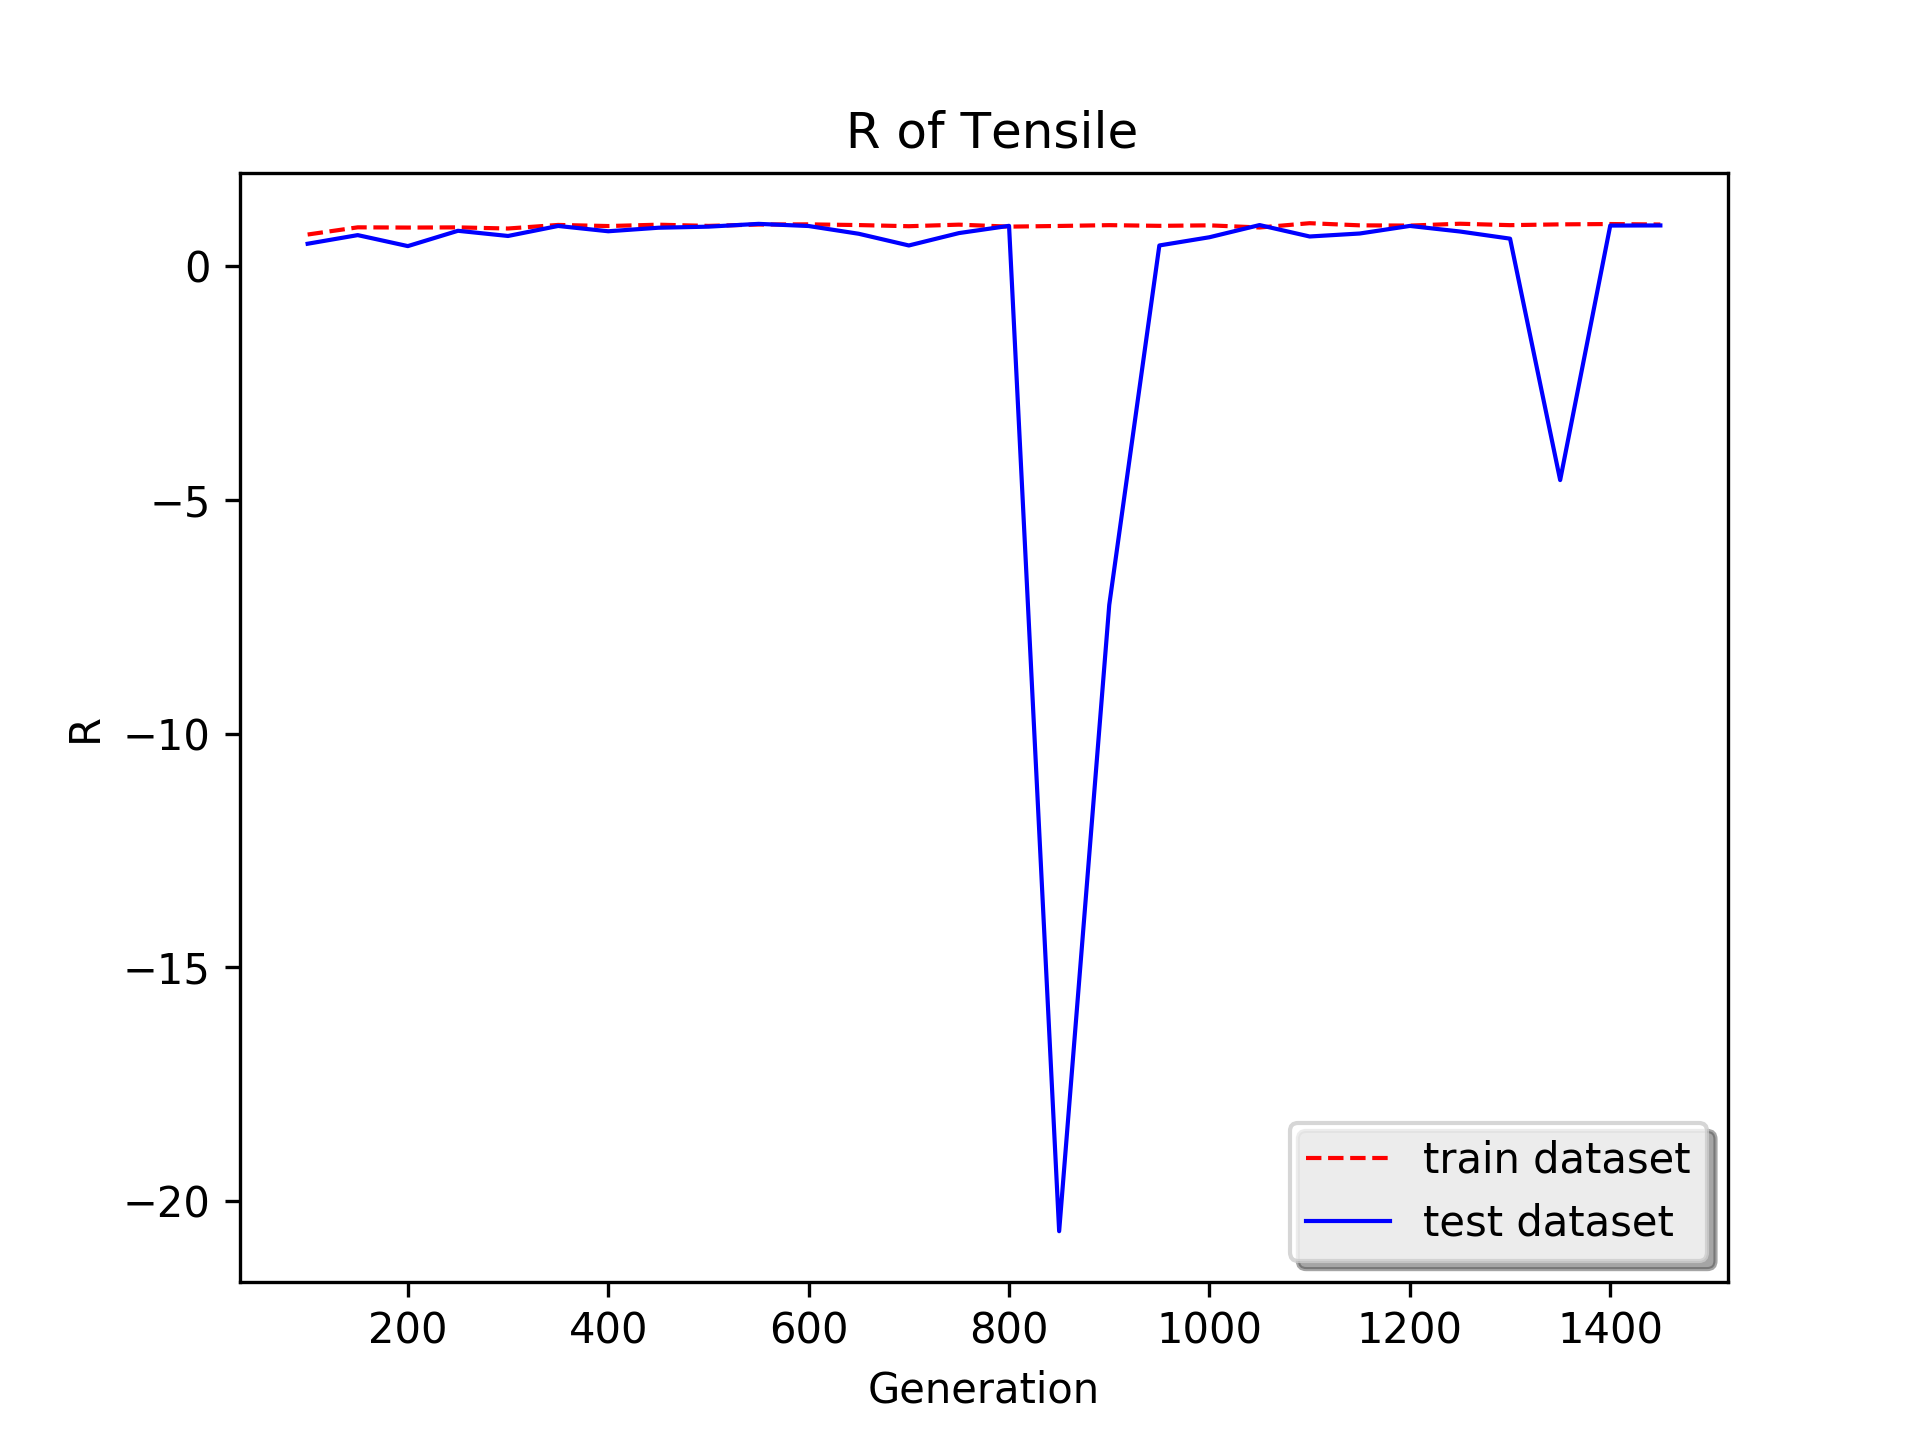 R of Tensile
R
0
−5
−10
−15
−20
200 400 600 800 1000 1200 1400
Generation
train dataset
test dataset